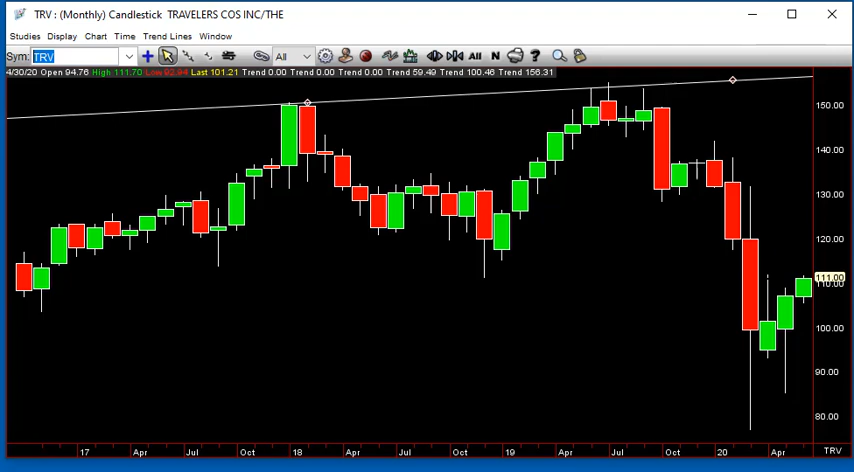 TRV : (Monthly) Candlestick TRAVELERS COS INC/THE
Studies Display Chart Time Trend Lines Window
Sym: TRV All All N ?
4/30/20 Open 94.76 High 111.70 Low 92.94 Last 101.21 Trend 0.00 Trend 0.00 Trend 59.49 Trend 100.46 Trend 156.31
150.00
140.00
130.00
120.00
111.00
110.00
100.00
90.00
80.00
17 Apr Jul Oct 18 Apr Jul Oct 19 Apr Jul Oct 20 Apr TRV